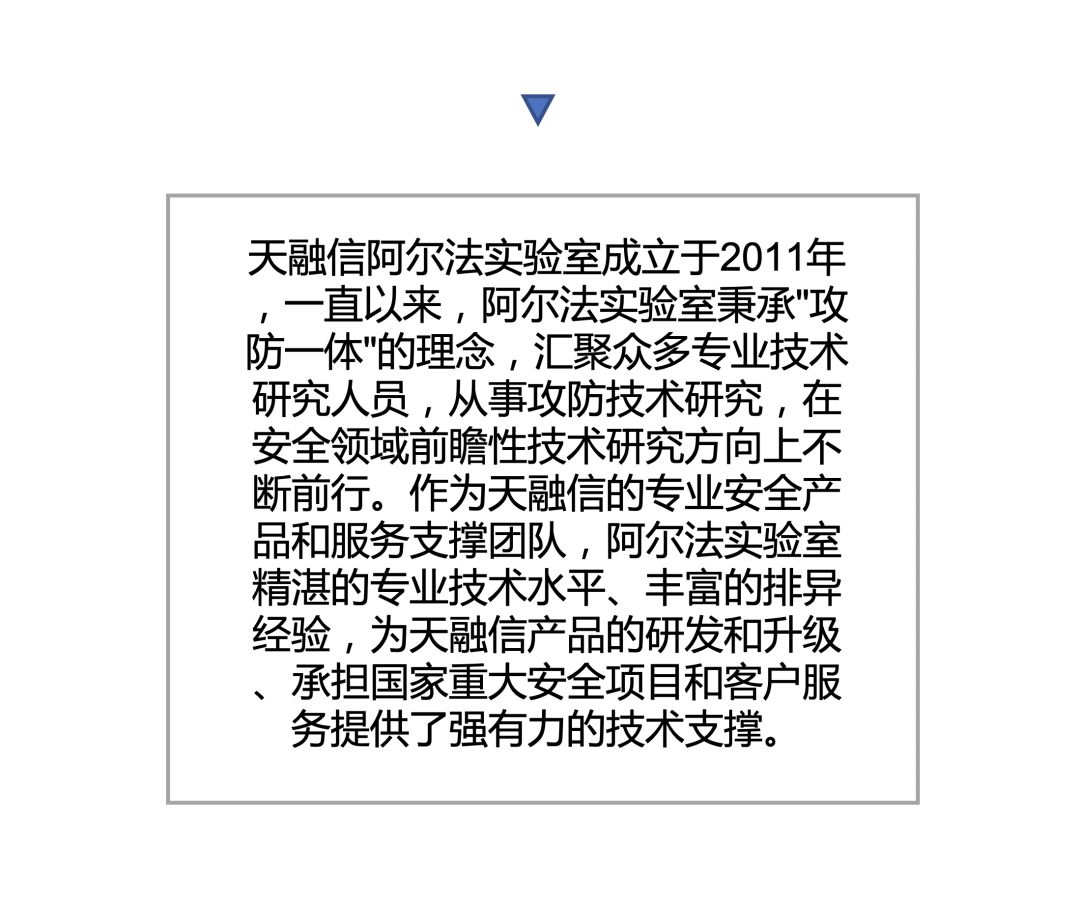 天融信阿尔法实验室成立于2011年
，一直以来，阿尔法实验室秉承"攻
防一体"的理念，汇聚众多专业技术
研究人员，从事攻防技术研究，在
安全领域前瞻性技术研究方向上不
断前行。作为天融信的专业安全产
品和服务支撑团队，阿尔法实验室
精湛的专业技术水平、丰富的排异
经验，为天融信产品的研发和升级
、承担国家重大安全项目和客户服
务提供了强有力的技术支撑。